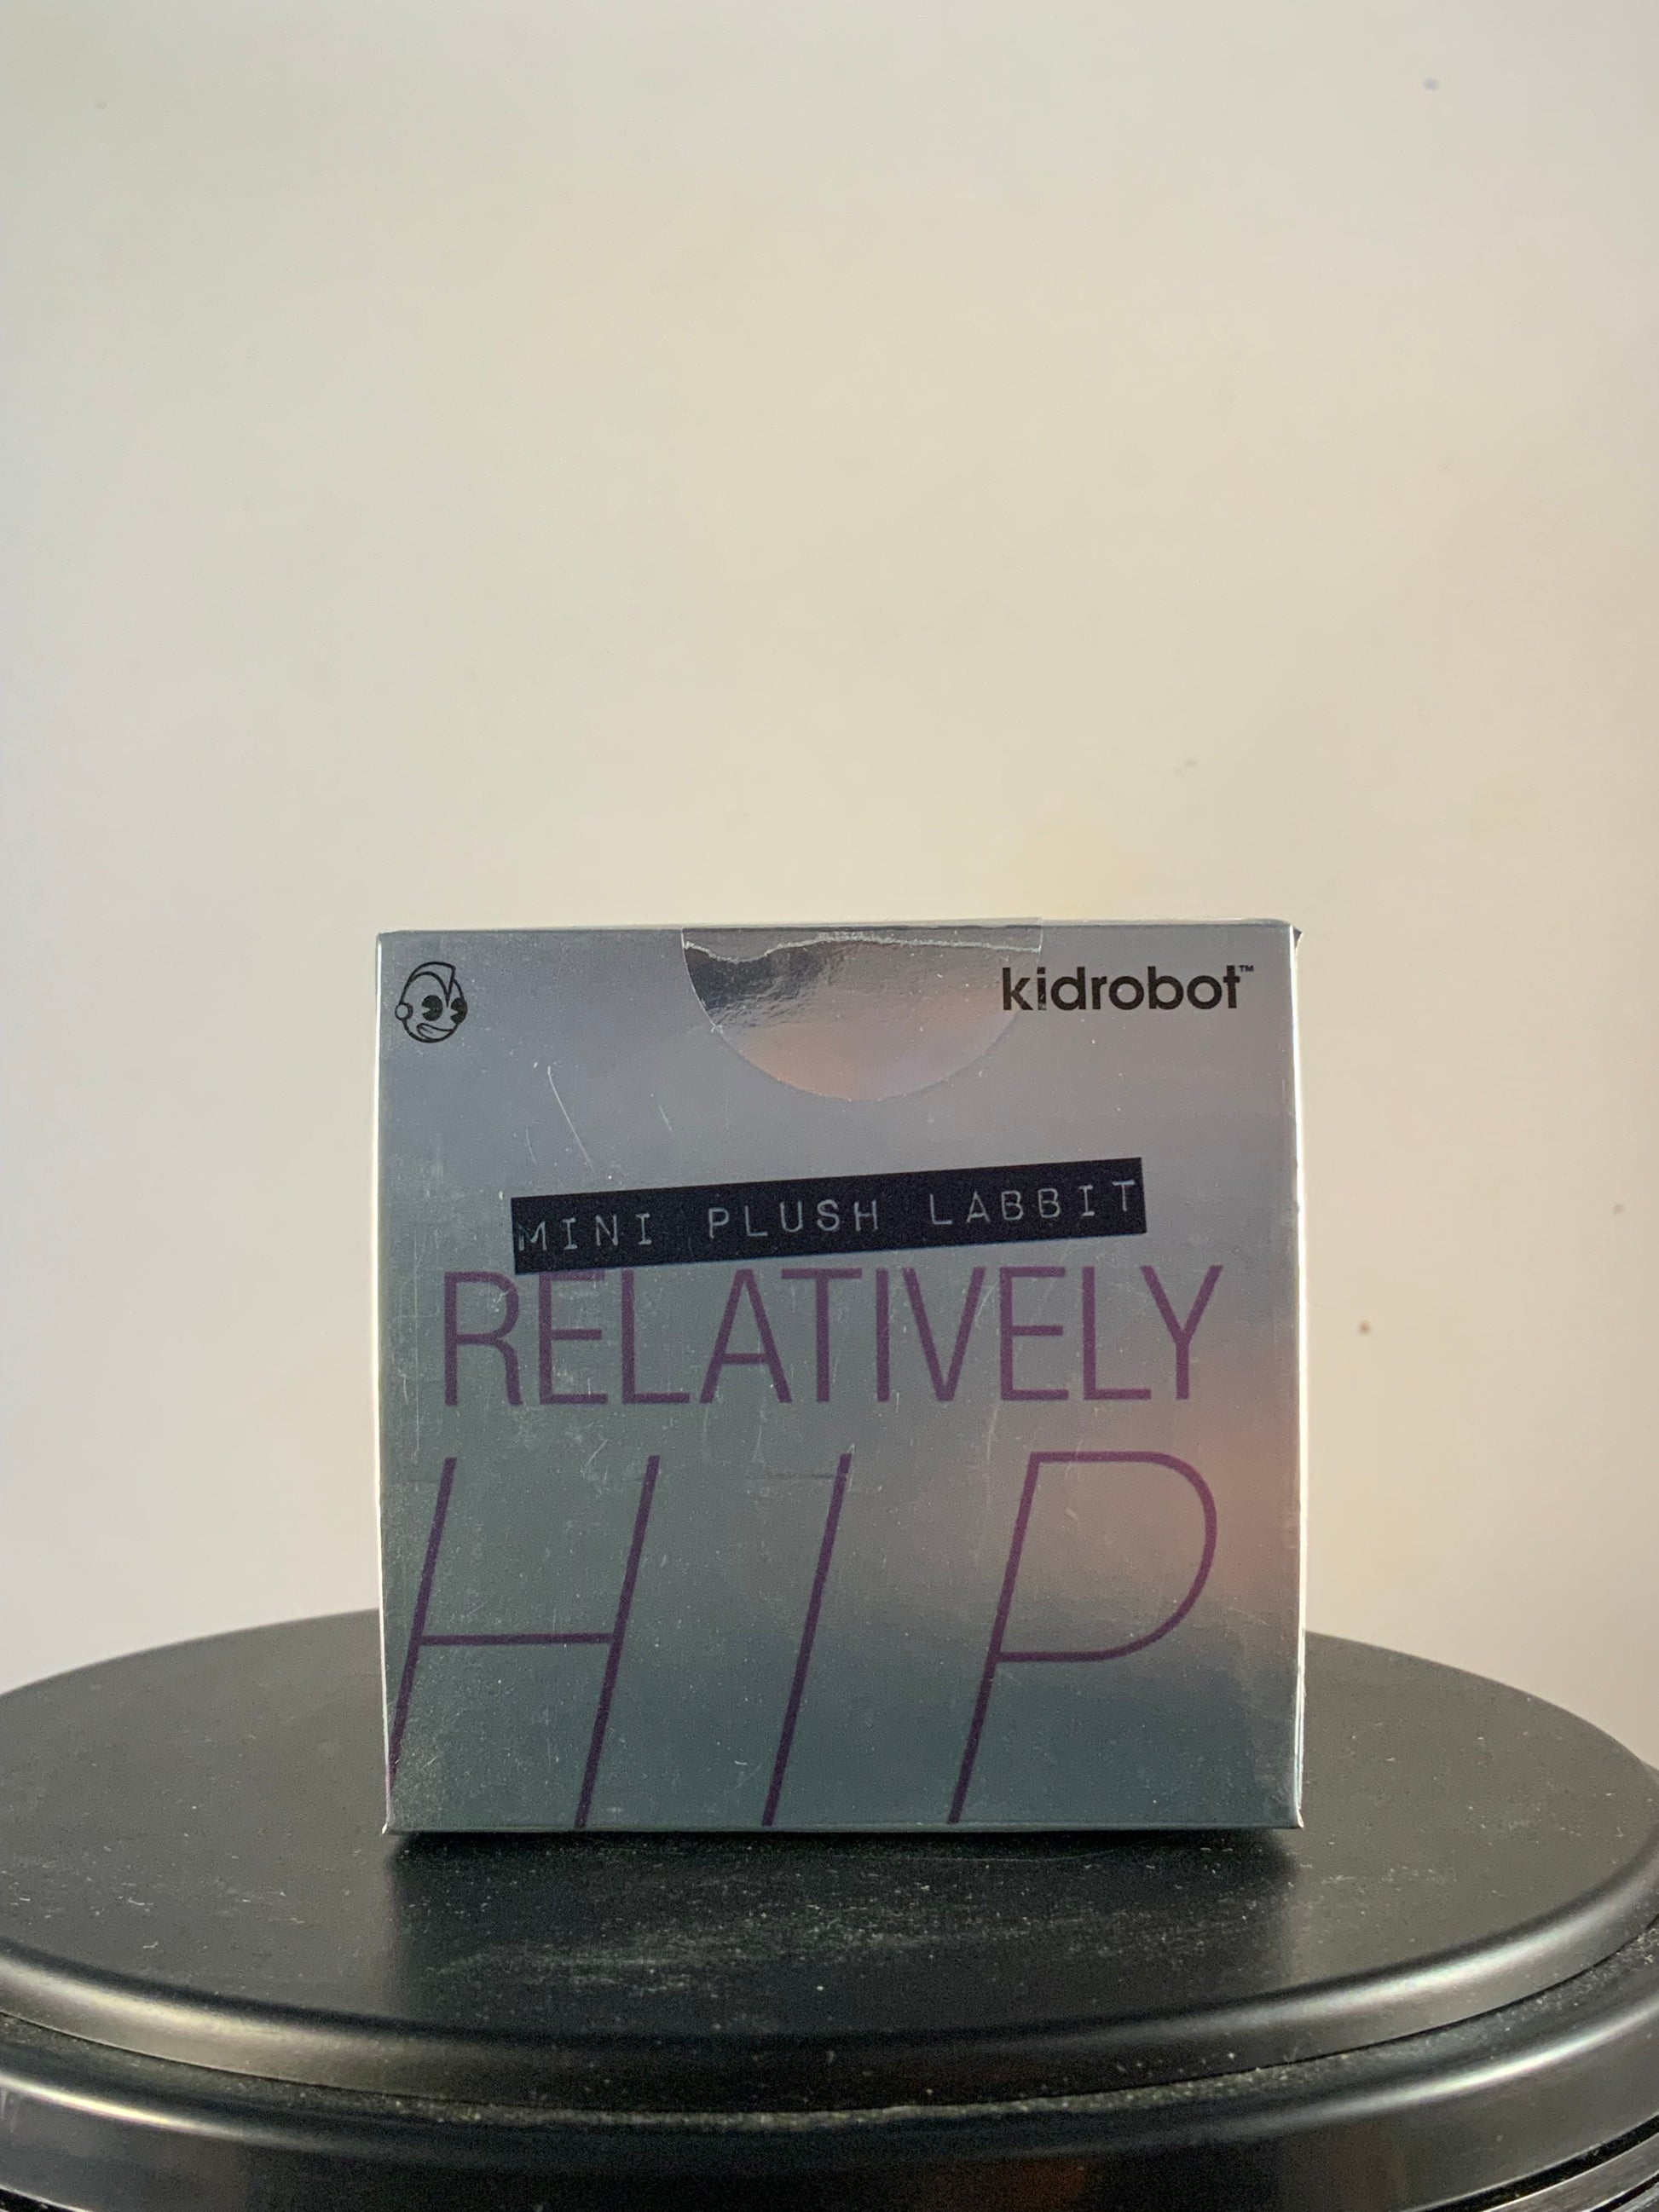 kidrobot™
MINI PLUSH LABBIT
RELATIVELY
HIP